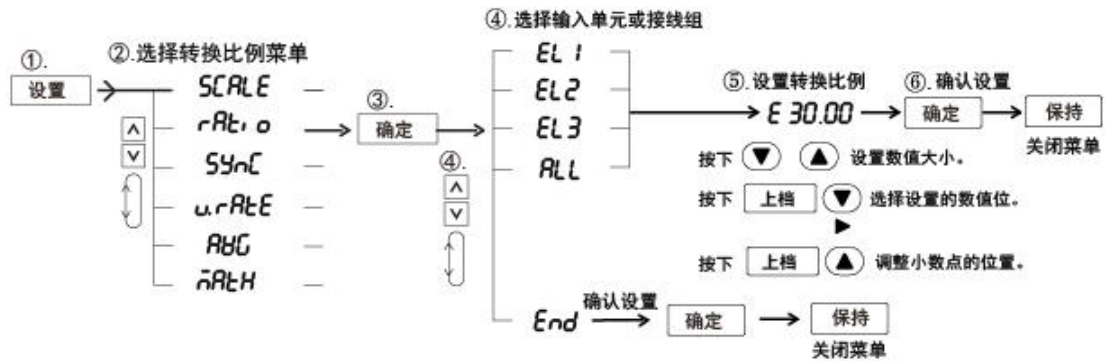 ④.选择输入单元或接线组
①. ②.选择转换比例菜单
设置 SCALE EL 1
⑤.设置转换比例 ⑥.确认设置
③. EL2
rAtio 确定 EL3 E 30.00 确定 保持
关闭菜单
SYnC ④. ALL 按下 ▼ ▲ 设置数值大小。
u.rAtE 按下 上档 ▼ 选择设置的数值位。
AVG
按下 上档 ▲ 调整小数点的位置。
MAtH
End 确认设置 确定 保持
关闭菜单